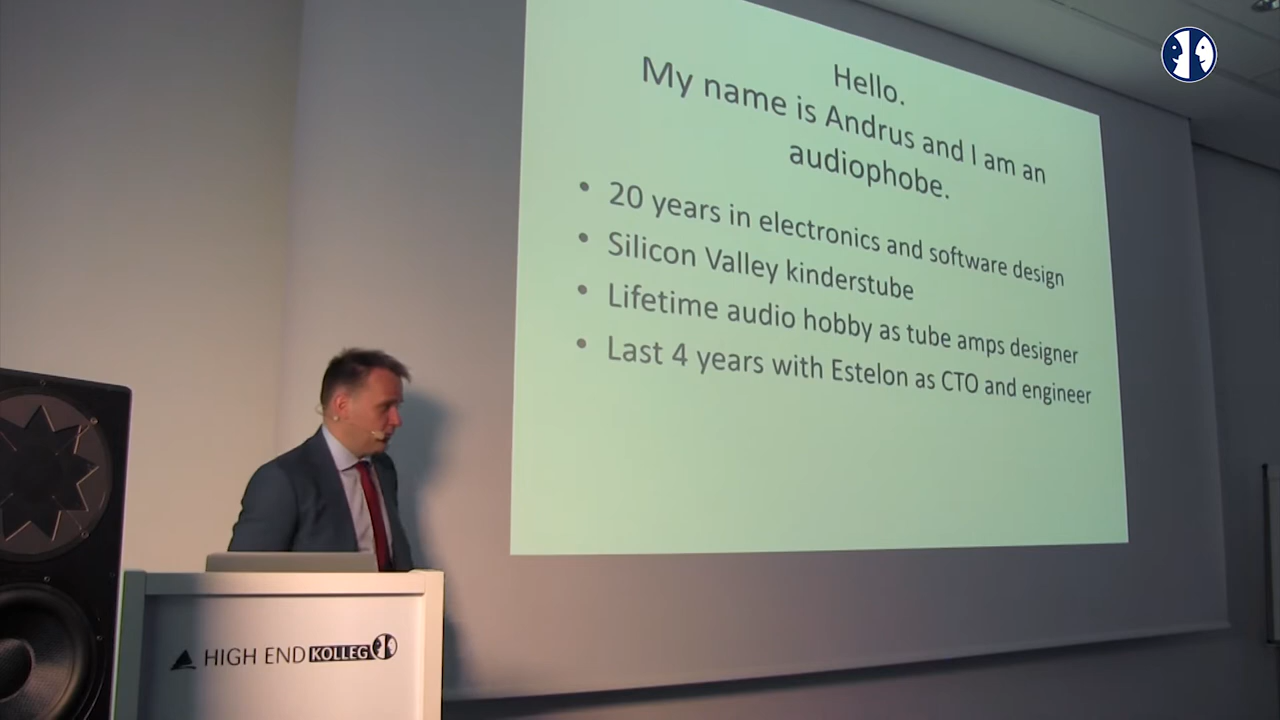 Hello.
My name is Andrus and I am an
audiophobe.
• 20 years in electronics and software design
• Silicon Valley kinderstube
• Lifetime audio hobby as tube amps designer
• Last 4 years with Estelon as CTO and engineer
HIGH END KOLLEG